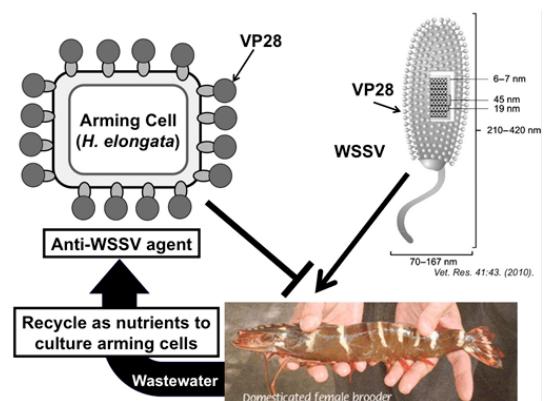 VP28
Arming Cell
(H. elongata)
Anti-WSSV agent
Recycle as nutrients to
culture arming cells
Wastewater
VP28
WSSV
6–7 nm
45 nm
19 nm
210–420 nm
70–167 nm
Vet. Res. 41:43. (2010).
Domesticated female brooder